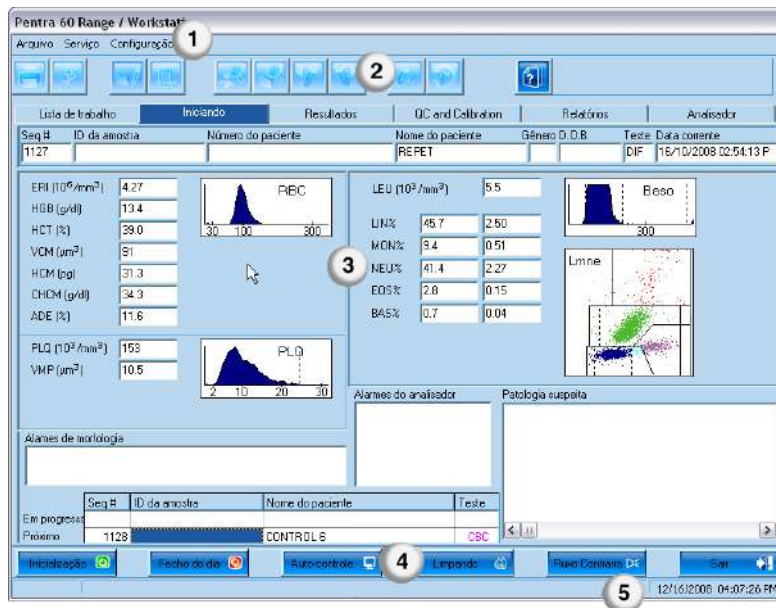 Pentra 60 Range / Workstati
Arquivo Serviço Configuração
1
2
Lista de trabalho Iniciando Resultados QC and Calibration Relatórios Analisador
Seq # ID da amostra Número do paciente Nome do paciente Gênero D.O.B. Teste Data corrente
1127 REPET DIF 16/10/2008 02:54:13 P
ERI (10⁶/mm³) 4.27
HGB (g/dl) 13.4
HCT (%) 39.0
VCM (µm³) 91
HCM (pg) 31.3
CHCM (g/dl) 34.3
ADE (%) 11.6
RBC
30 100 300
PLQ (10³/mm³) 153
VMP (µm³) 10.5
PLQ
2 10 20 30
3
LEU (10³/mm³) 5.5
LIN% 45.7 2.50
MON% 9.4 0.51
NEU% 41.4 2.27
EOS% 2.8 0.15
BAS% 0.7 0.04
Baso
300
Lmne
Alarmes de morfologia
Alarmes do analisador
Patologia suspeita
Seq # ID da amostra Nome do paciente Teste
Em progresso
Próximo 1128 CONTROL6 CBC
Inicialização Fecho do dia Auto-controle 4 Limpando Fluxo Contrário Sair
5
12/16/2008 04:07:26 PM